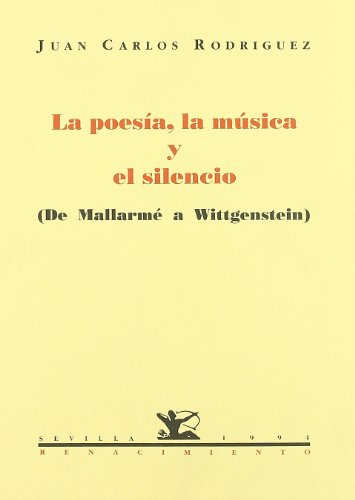 JUAN CARLOS RODRIGUEZ
La poesía, la música
y
el silencio
(De Mallarmé a Wittgenstein)
SEVILLA 1994
RENACIMIENTO